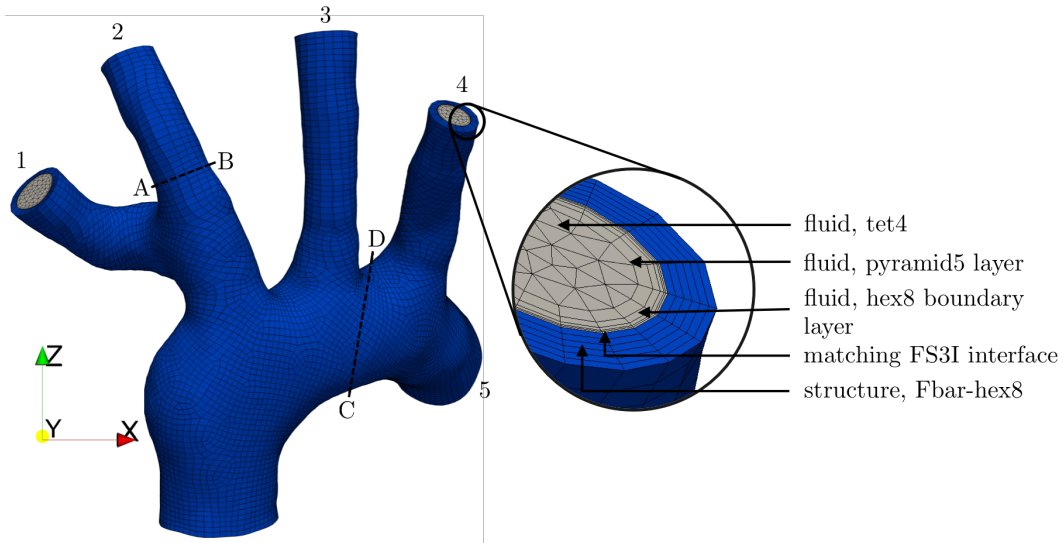 3
2
4
1
B
A
D
fluid, tet4
fluid, pyramid5 layer
fluid, hex8 boundary
layer
matching FS3I interface
structure, Fbar-hex8
Z
5
C
Y
X